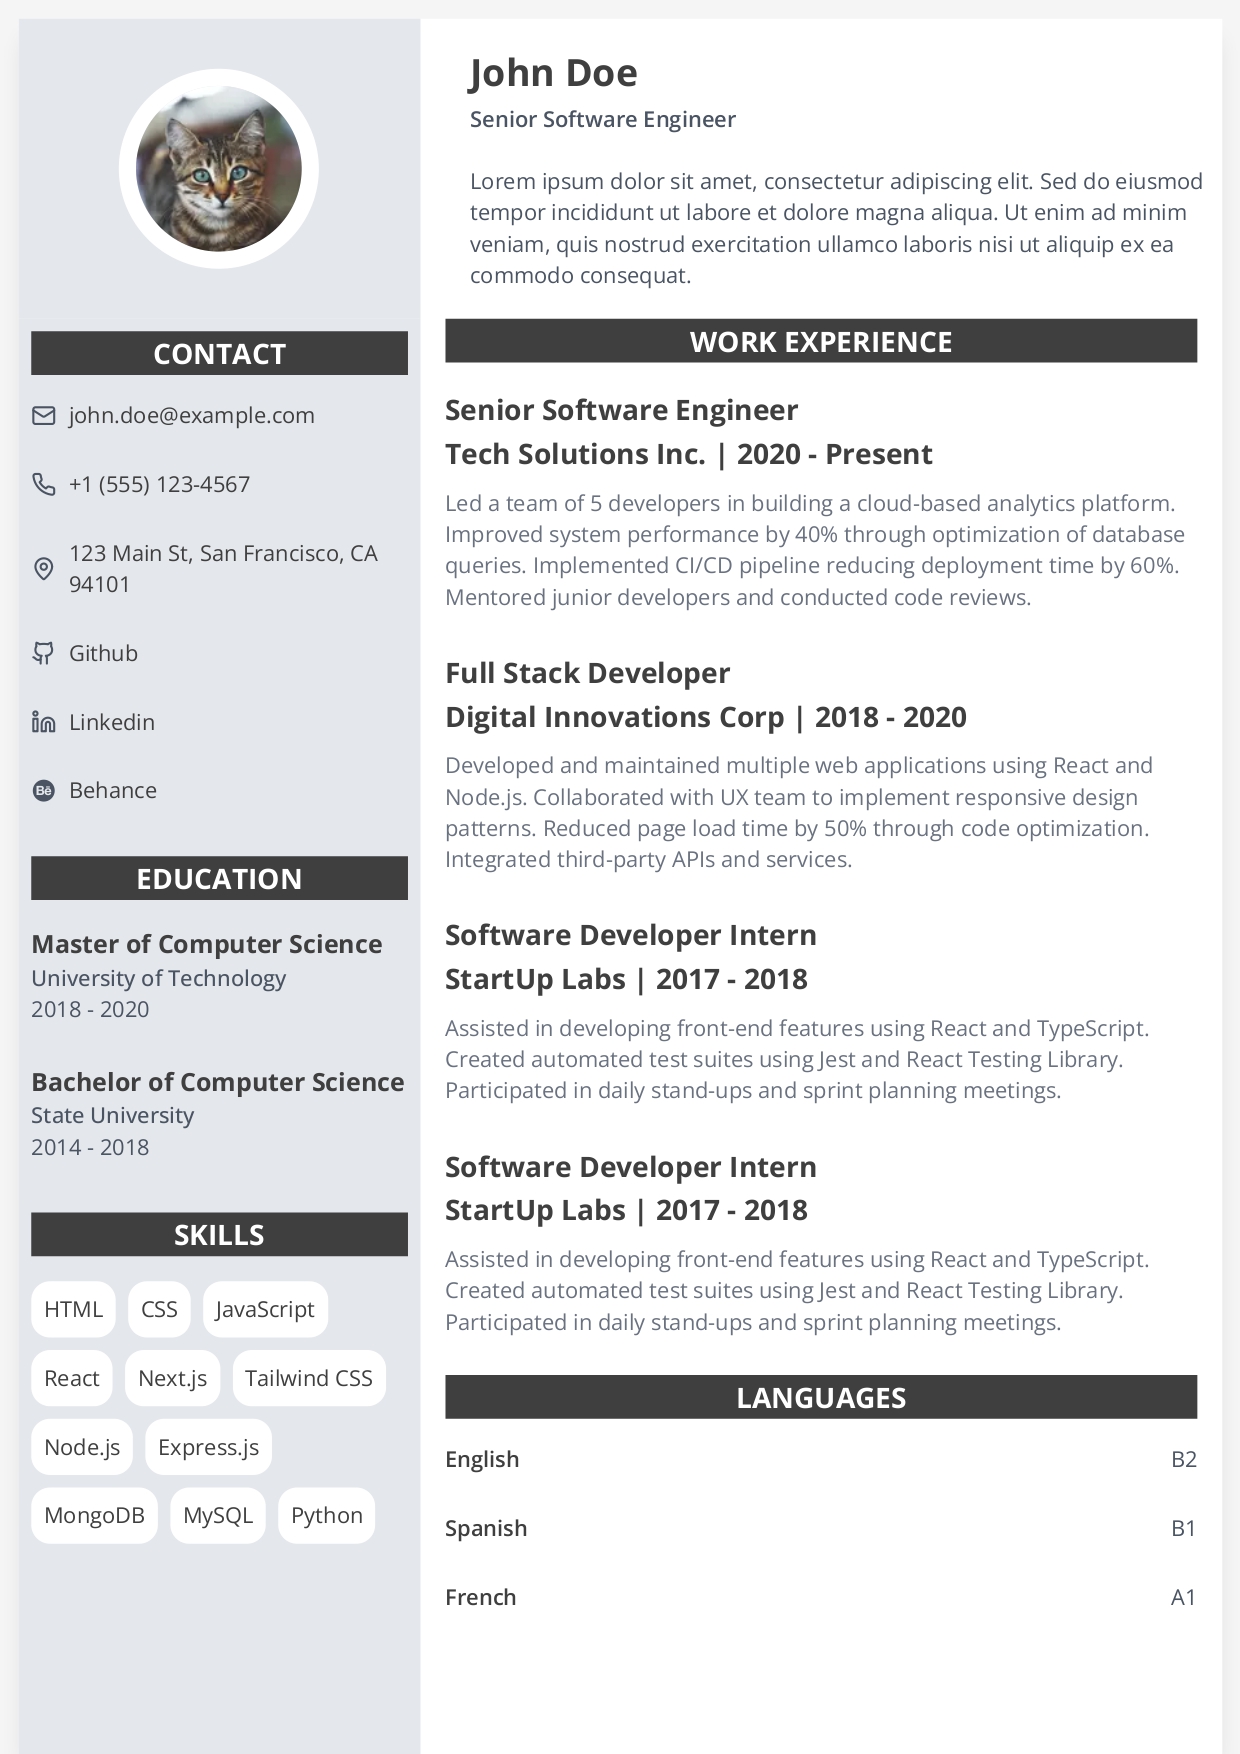 John Doe
Senior Software Engineer
Lorem ipsum dolor sit amet, consectetur adipiscing elit. Sed do eiusmod
tempor incididunt ut labore et dolore magna aliqua. Ut enim ad minim
veniam, quis nostrud exercitation ullamco laboris nisi ut aliquip ex ea
commodo consequat.
CONTACT
john.doe@example.com
+1 (555) 123-4567
123 Main St, San Francisco, CA
94101
Github
Linkedin
Bē Behance
EDUCATION
Master of Computer Science
University of Technology
2018 - 2020
Bachelor of Computer Science
State University
2014 - 2018
SKILLS
HTML CSS JavaScript
React Next.js Tailwind CSS
Node.js Express.js
MongoDB MySQL Python
WORK EXPERIENCE
Senior Software Engineer
Tech Solutions Inc. | 2020 - Present
Led a team of 5 developers in building a cloud-based analytics platform.
Improved system performance by 40% through optimization of database
queries. Implemented CI/CD pipeline reducing deployment time by 60%.
Mentored junior developers and conducted code reviews.
Full Stack Developer
Digital Innovations Corp | 2018 - 2020
Developed and maintained multiple web applications using React and
Node.js. Collaborated with UX team to implement responsive design
patterns. Reduced page load time by 50% through code optimization.
Integrated third-party APIs and services.
Software Developer Intern
StartUp Labs | 2017 - 2018
Assisted in developing front-end features using React and TypeScript.
Created automated test suites using Jest and React Testing Library.
Participated in daily stand-ups and sprint planning meetings.
Software Developer Intern
StartUp Labs | 2017 - 2018
Assisted in developing front-end features using React and TypeScript.
Created automated test suites using Jest and React Testing Library.
Participated in daily stand-ups and sprint planning meetings.
LANGUAGES
English B2
Spanish B1
French A1